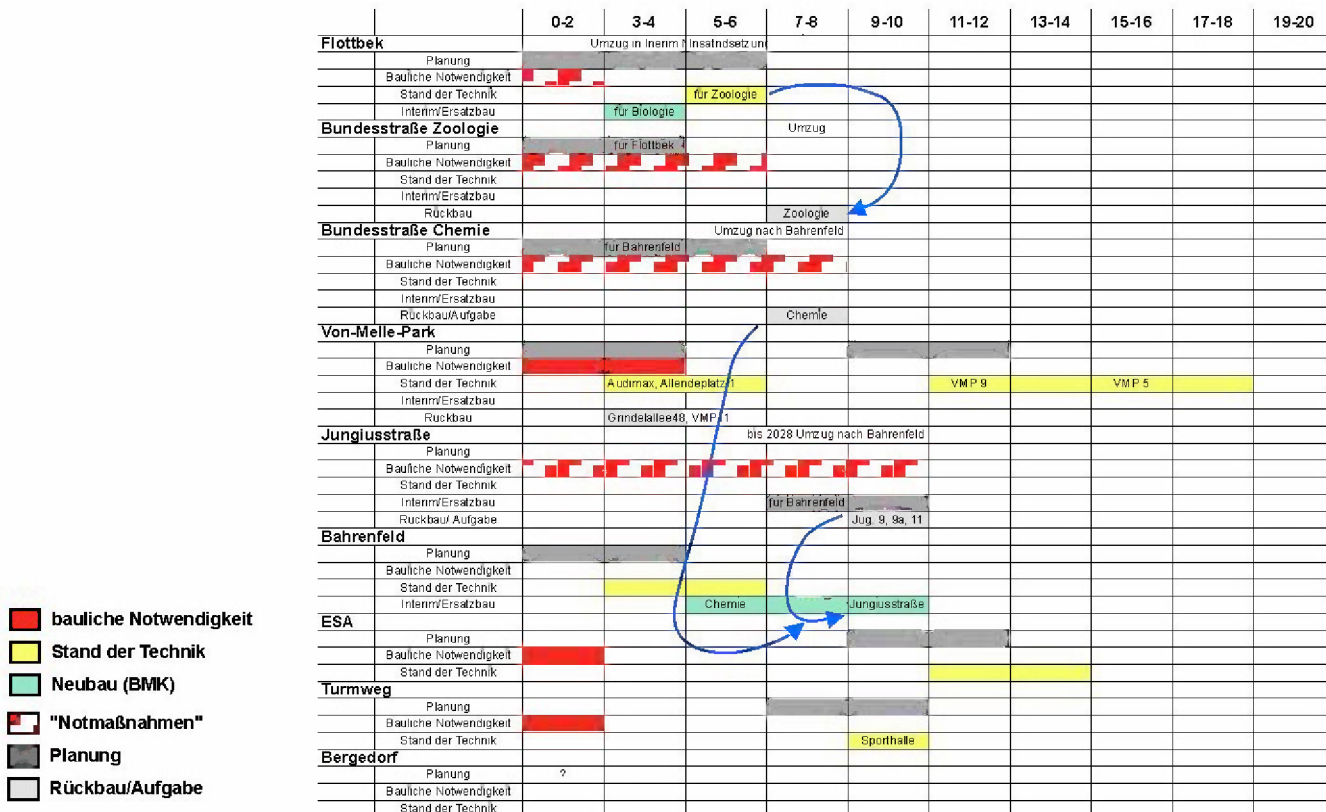 0-2 3-4 5-6 7-8 9-10 11-12 13-14 15-16 17-18 19-20
Flottbek Umzug in Inerim Insatndsetzung
Planung
Bauliche Notwendigkeit
Stand der Technik für Zoologie
Interim/Ersatzbau für Biologie
Bundesstraße Zoologie Umzug
Planung für Flottbek
Bauliche Notwendigkeit
Stand der Technik
Interim/Ersatzbau
Rückbau Zoologie
Bundesstraße Chemie Umzug nach Bahrenfeld
Planung für Bahrenfeld
Bauliche Notwendigkeit
Stand der Technik
Interim/Ersatzbau
Rückbau/Aufgabe Chemie
Von-Melle-Park
Planung
Bauliche Notwendigkeit
Stand der Technik Audimax, Allendeplatz 1 VMP 9 VMP 5
Interim/Ersatzbau
Rückbau Grindelallee48, VMP 11
Jungiusstraße bis 2028 Umzug nach Bahrenfeld
Planung
Bauliche Notwendigkeit
Stand der Technik
Interim/Ersatzbau für Bahrenfeld
Rückbau/ Aufgabe Jug. 9, 9a, 11
Bahrenfeld
Planung
Bauliche Notwendigkeit
Stand der Technik
Interim/Ersatzbau Chemie Jungiusstraße
ESA
Planung
Bauliche Notwendigkeit
Stand der Technik
Turmweg
Planung
Bauliche Notwendigkeit
Stand der Technik Sporthalle
Bergedorf
Planung ?
Bauliche Notwendigkeit
Stand der Technik
bauliche Notwendigkeit
Stand der Technik
Neubau (BMK)
"Notmaßnahmen"
Planung
Rückbau/Aufgabe